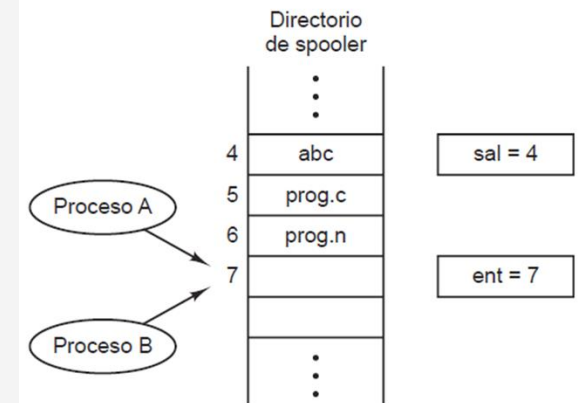 Directorio
de spooler
4 abc sal = 4
Proceso A 5 prog.c
6 prog.n
7 ent = 7
Proceso B